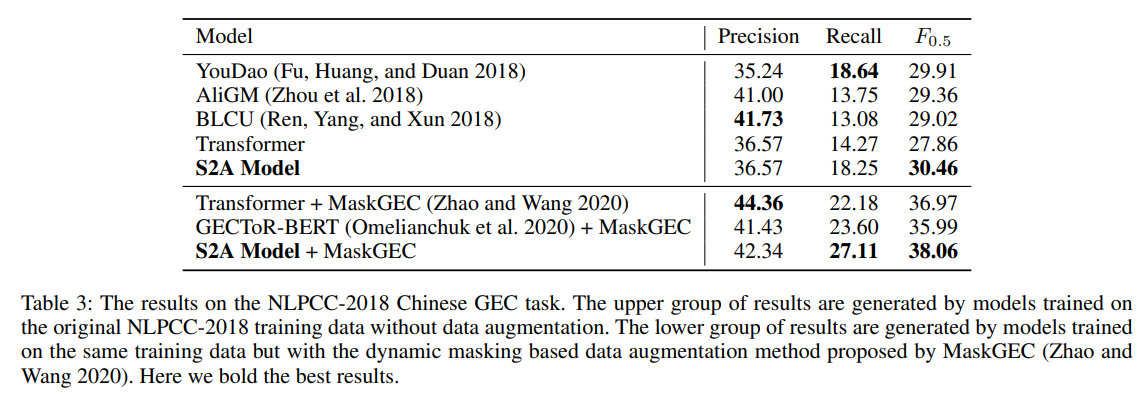 Model Precision Recall F0.5
YouDao (Fu, Huang, and Duan 2018) 35.24 18.64 29.91
AliGM (Zhou et al. 2018) 41.00 13.75 29.36
BLCU (Ren, Yang, and Xun 2018) 41.73 13.08 29.02
Transformer 36.57 14.27 27.86
S2A Model 36.57 18.25 30.46
Transformer + MaskGEC (Zhao and Wang 2020) 44.36 22.18 36.97
GECToR-BERT (Omelianchuk et al. 2020) + MaskGEC 41.43 23.60 35.99
S2A Model + MaskGEC 42.34 27.11 38.06
Table 3: The results on the NLPCC-2018 Chinese GEC task. The upper group of results are generated by models trained on
the original NLPCC-2018 training data without data augmentation. The lower group of results are generated by models trained
on the same training data but with the dynamic masking based data augmentation method proposed by MaskGEC (Zhao and
Wang 2020). Here we bold the best results.